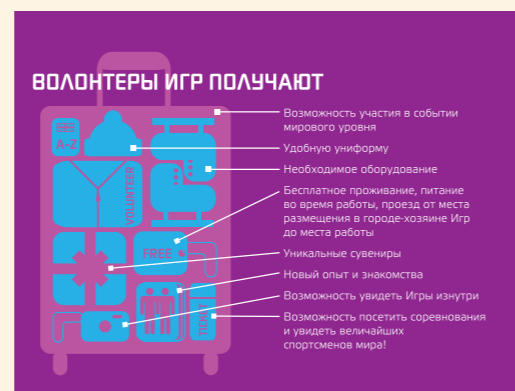 ВОЛОНТЕРЫ ИГР ПОЛУЧАЮТ
A-Z
VOLUNTEER
FREE
TICKET
Возможность участия в событии
мирового уровня
Удобную униформу
Необходимое оборудование
Бесплатное проживание, питание
во время работы, проезд от места
размещения в городе-хозяине Игр
до места работы
Уникальные сувениры
Новый опыт и знакомства
Возможность увидеть Игры изнутри
Возможность посетить соревнования
и увидеть величайших
спортсменов мира!